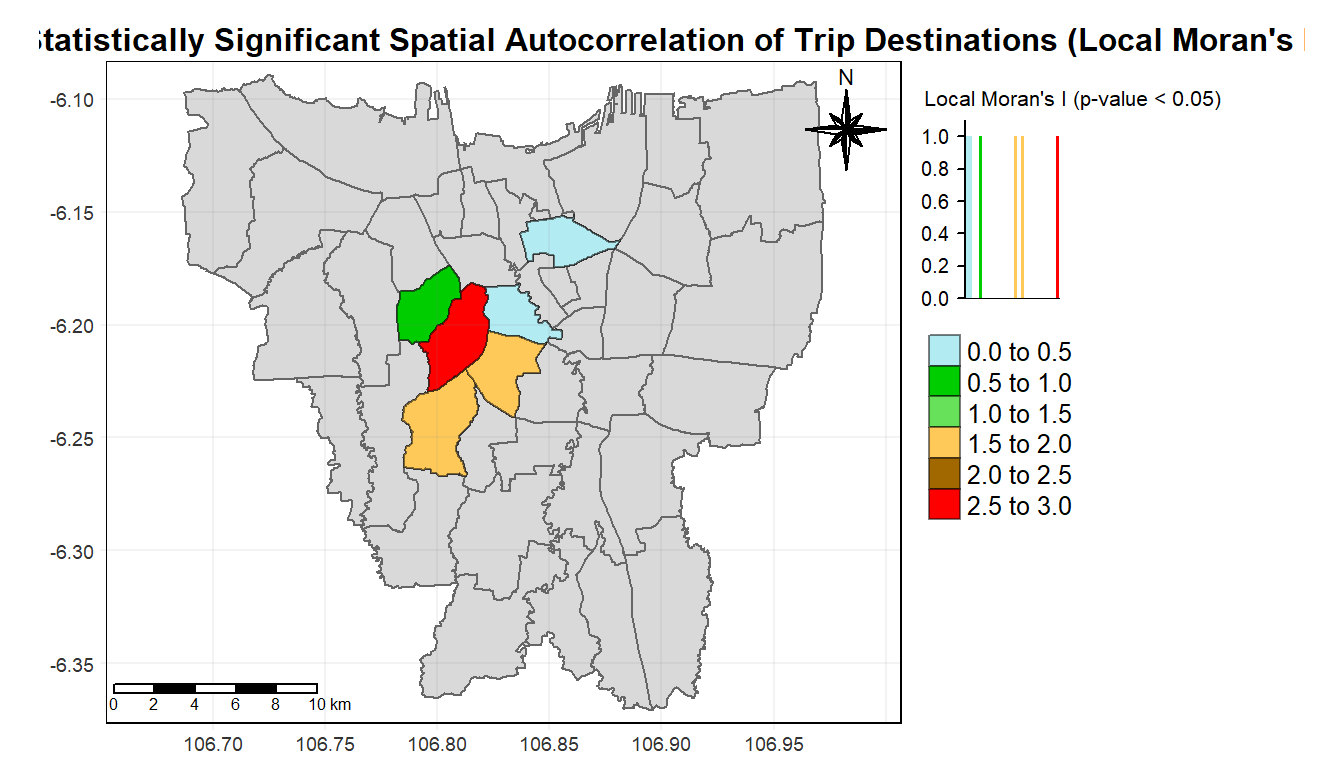 Statistically Significant Spatial Autocorrelation of Trip Destinations (Local Moran's I
N
Local Moran's I (p-value < 0.05)
1.0
0.8
0.6
0.4
0.2
0.0
0.0 to 0.5
0.5 to 1.0
1.0 to 1.5
1.5 to 2.0
2.0 to 2.5
2.5 to 3.0
-6.10
-6.15
-6.20
-6.25
-6.30
-6.35
0 2 4 6 8 10 km
106.70 106.75 106.80 106.85 106.90 106.95